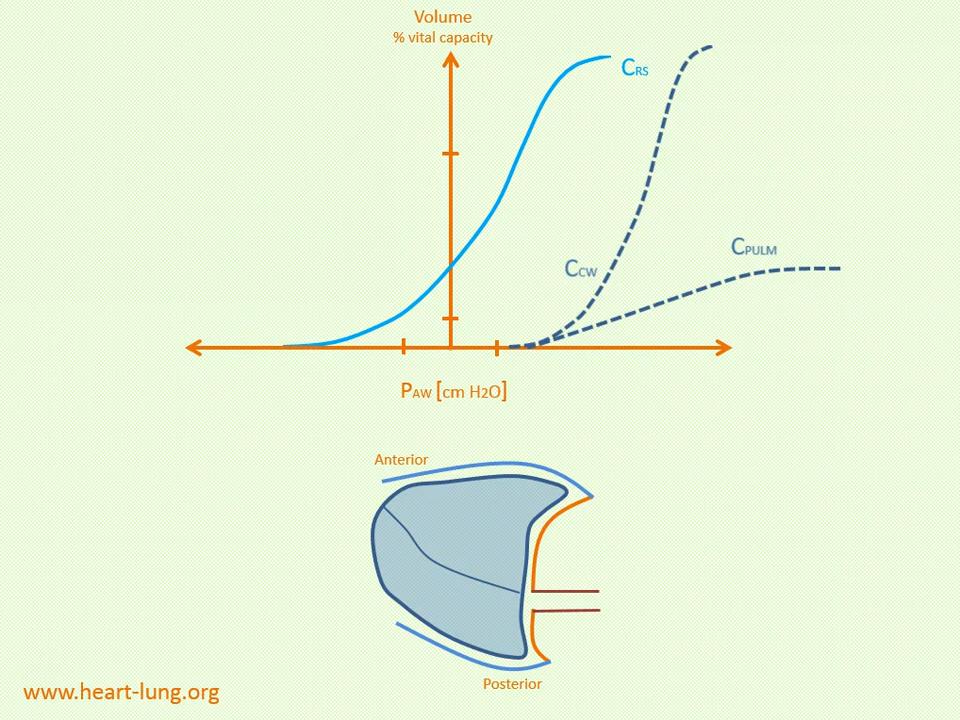 Volume
% vital capacity
CRS
CPULM
CCW
PAW [cm H2O]
Anterior
Posterior
www.heart-lung.org